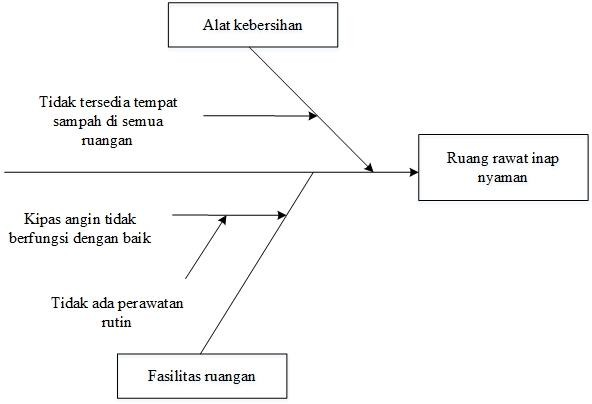 Alat kebersihan
Tidak tersedia tempat
sampah di semua
ruangan
Ruang rawat inap
nyaman
Kipas angin tidak
berfungsi dengan baik
Tidak ada perawatan
rutin
Fasilitas ruangan